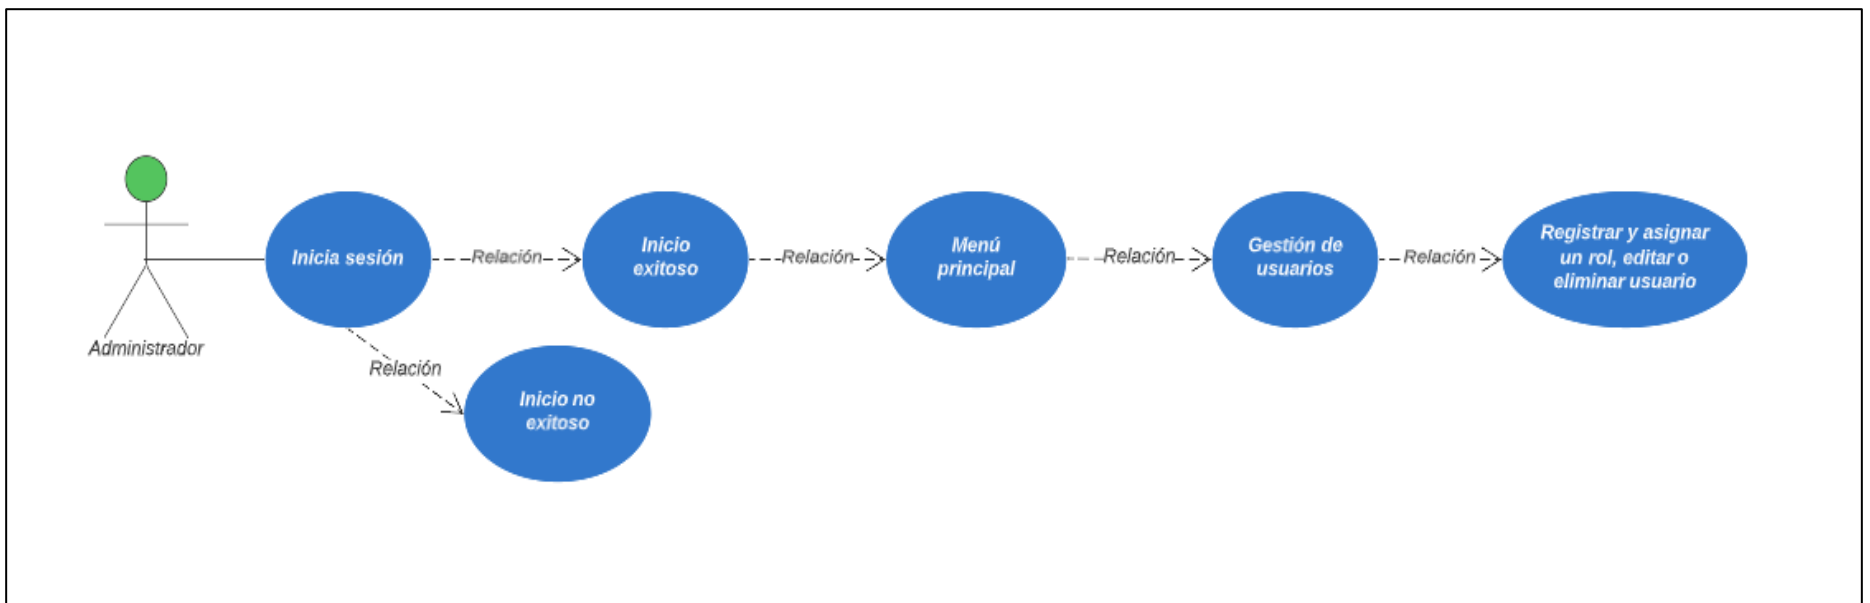 Administrador
Inicia sesión
Relación
Inicio
exitoso
Relación
Menú
principal
Relación
Gestión de
usuarios
Relación
Registrar y asignar
un rol, editar o
eliminar usuario
Relación
Inicio no
exitoso